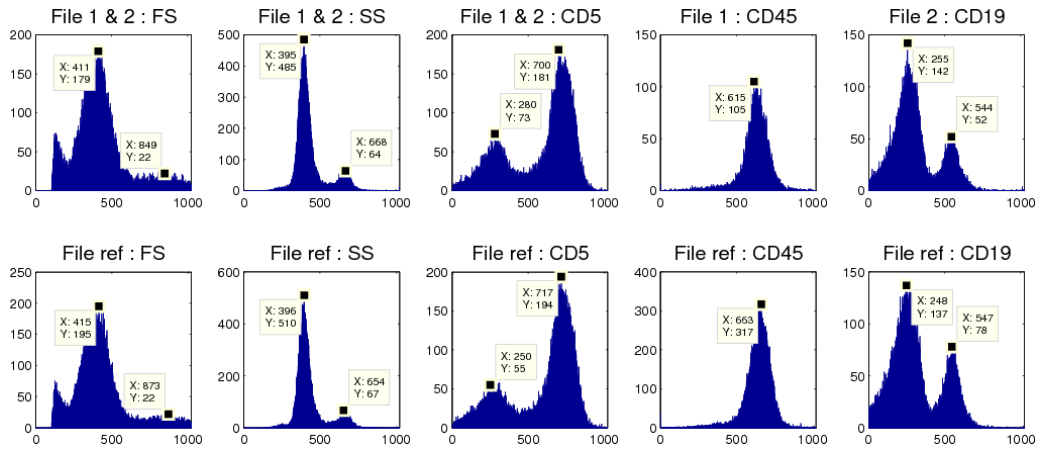 File 1 & 2 : FS
File 1 & 2 : SS
File 1 & 2 : CD5
File 1 : CD45
File 2 : CD19
200
150
100
50
0
0
500
1000
X: 411
Y: 179
X: 849
Y: 22
500
400
300
200
100
0
0
500
1000
X: 395
Y: 485
X: 668
Y: 64
200
150
100
50
0
0
500
1000
X: 280
Y: 73
X: 700
Y: 181
150
100
50
0
0
500
1000
X: 615
Y: 105
150
100
50
0
0
500
1000
X: 255
Y: 142
X: 544
Y: 52
File ref : FS
File ref : SS
File ref : CD5
File ref : CD45
File ref : CD19
250
200
150
100
50
0
0
500
1000
X: 415
Y: 195
X: 873
Y: 22
600
400
200
0
0
500
1000
X: 396
Y: 510
X: 654
Y: 67
200
150
100
50
0
0
500
1000
X: 250
Y: 55
X: 717
Y: 194
400
300
200
100
0
0
500
1000
X: 663
Y: 317
150
100
50
0
0
500
1000
X: 248
Y: 137
X: 547
Y: 78